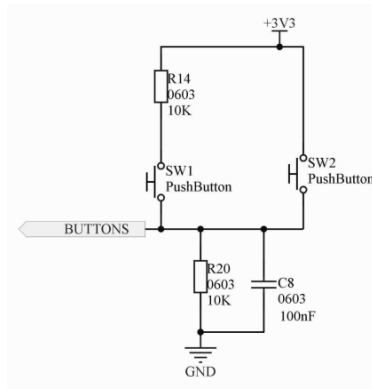 +3V3
R14
0603
10K
SW1
PushButton
SW2
PushButton
BUTTONS
R20
0603
10K
C8
0603
100nF
GND